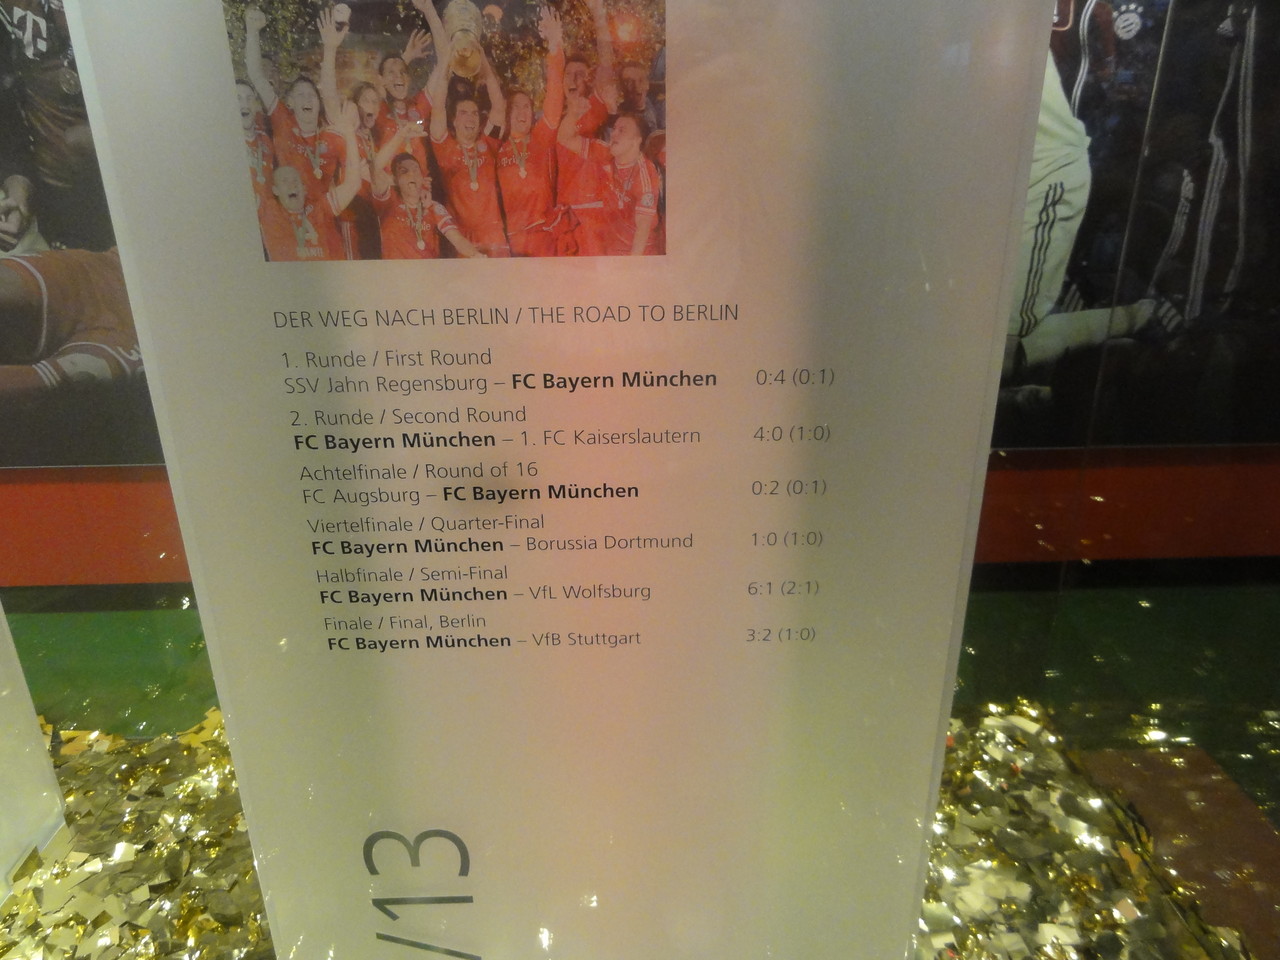 DER WEG NACH BERLIN / THE ROAD TO BERLIN
1. Runde / First Round
SSV Jahn Regensburg – FC Bayern München 0:4 (0:1)
2. Runde / Second Round
FC Bayern München – 1. FC Kaiserslautern 4:0 (1:0)
Achtelfinale / Round of 16
FC Augsburg – FC Bayern München 0:2 (0:1)
Viertelfinale / Quarter-Final
FC Bayern München – Borussia Dortmund 1:0 (1:0)
Halbfinale / Semi-Final
FC Bayern München – VfL Wolfsburg 6:1 (2:1)
Finale / Final, Berlin
FC Bayern München – VfB Stuttgart 3:2 (1:0)
/13